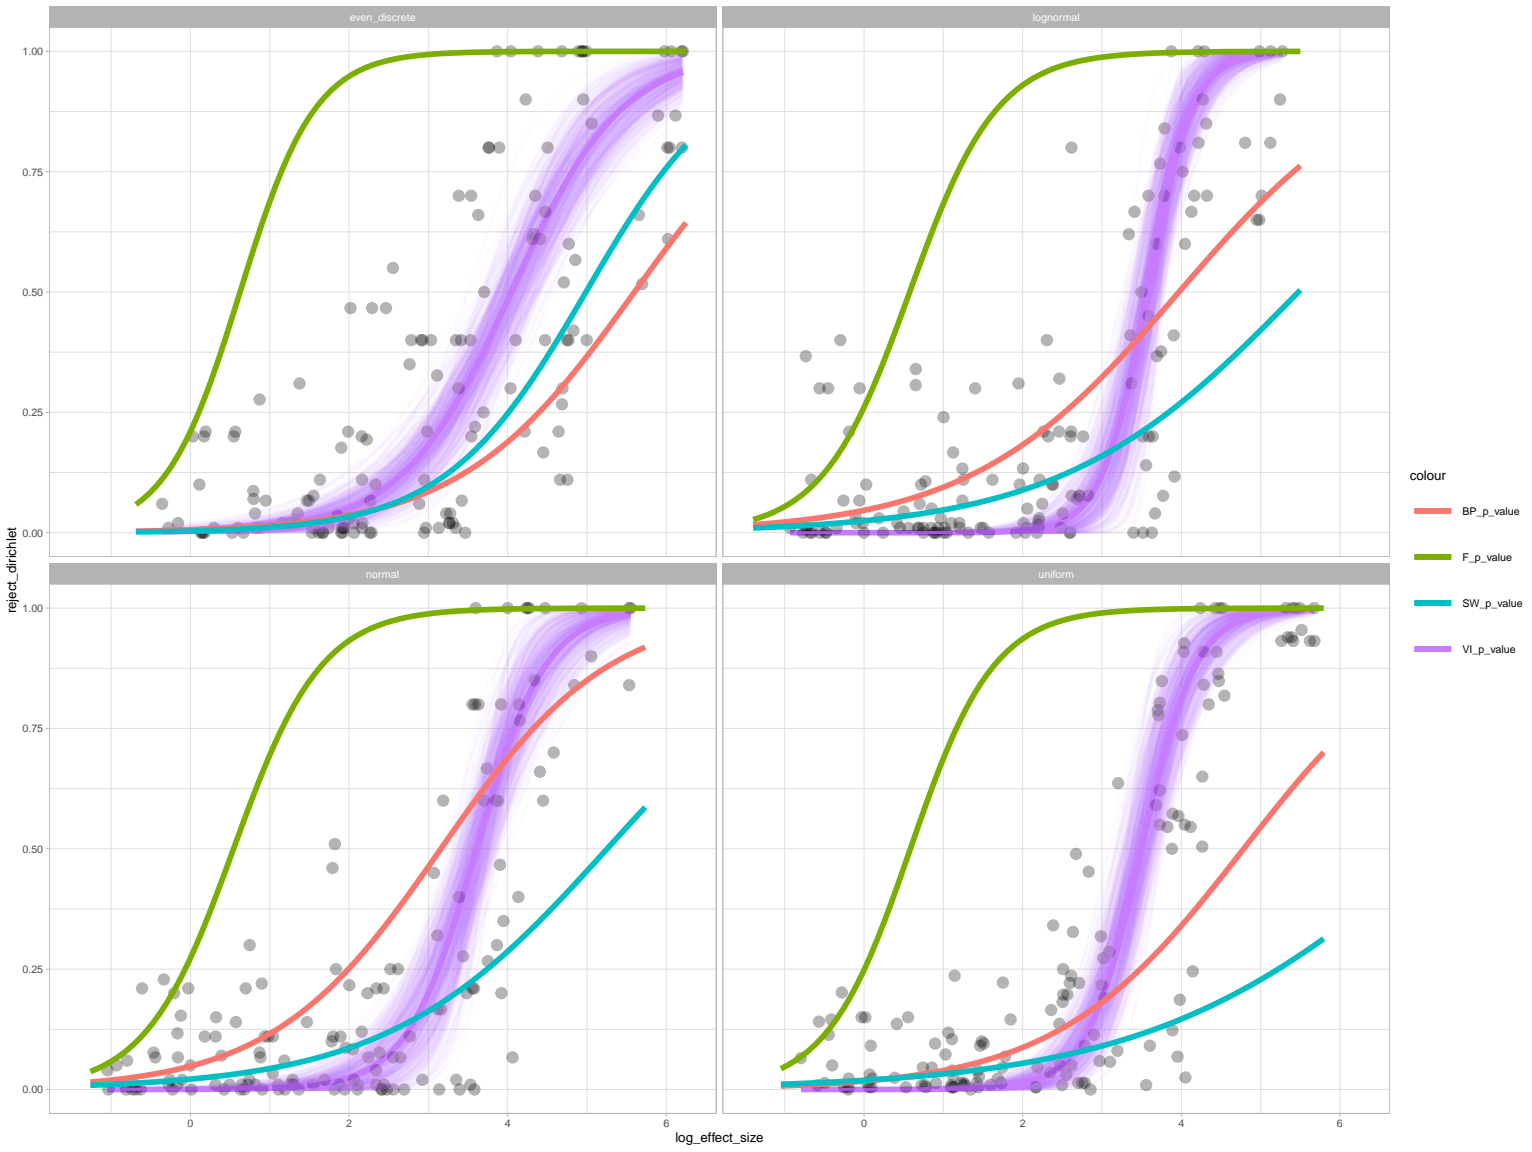 even_discrete
lognormal
1.00
0.75
0.50
0.25
0.00
reject_dirichlet
normal
uniform
1.00
0.75
0.50
0.25
0.00
0 2 4 6
0 2 4 6
log_effect_size
colour
BP_p_value
F_p_value
SW_p_value
VI_p_value